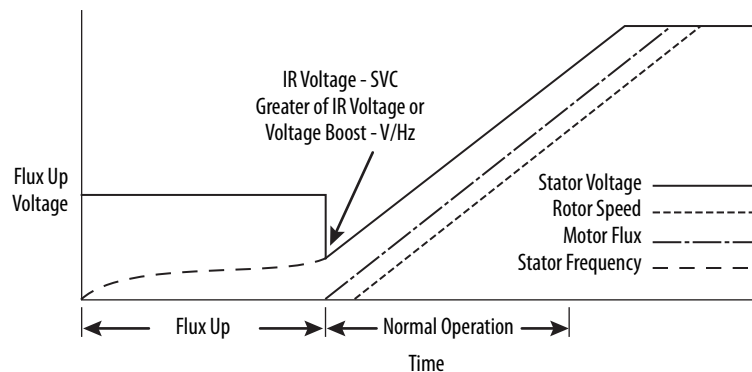 IR Voltage - SVC
Greater of IR Voltage or
Voltage Boost - V/Hz
Flux Up
Voltage
Stator Voltage
Rotor Speed
Motor Flux
Stator Frequency
Flux Up
Normal Operation
Time